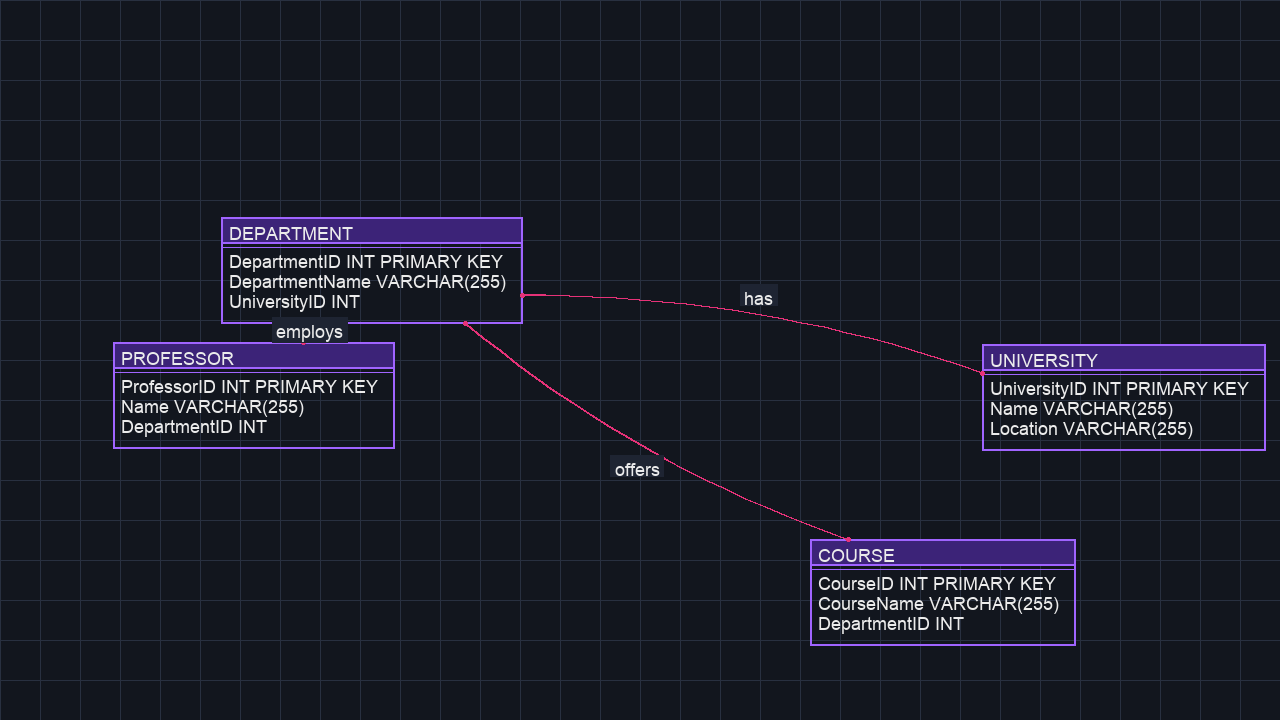 DEPARTMENT
DepartmentID INT PRIMARY KEY
DepartmentName VARCHAR(255)
UniversityID INT
has
employs
PROFESSOR
ProfessorID INT PRIMARY KEY
Name VARCHAR(255)
DepartmentID INT
UNIVERSITY
UniversityID INT PRIMARY KEY
Name VARCHAR(255)
Location VARCHAR(255)
offers
COURSE
CourseID INT PRIMARY KEY
CourseName VARCHAR(255)
DepartmentID INT